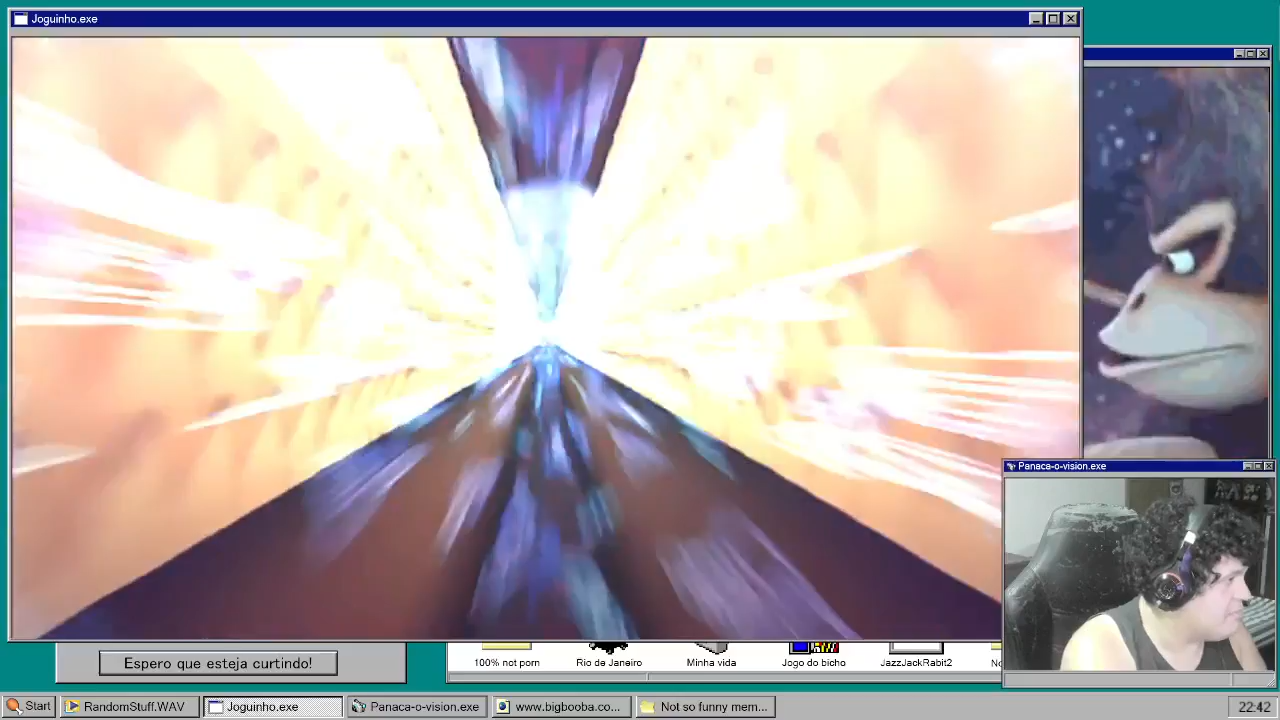 Joguinho.exe
Panaca-o-vision.exe
Espero que esteja curtindo!
100% not porn
Rio de Janeiro
Minha vida
Jogo do bicho
JazzJackRabbit2
Start
RandomStuff.WAV
Joguinho.exe
Panaca-o-vision.exe
www.bigbooba.co...
Not so funny mem...
22:42